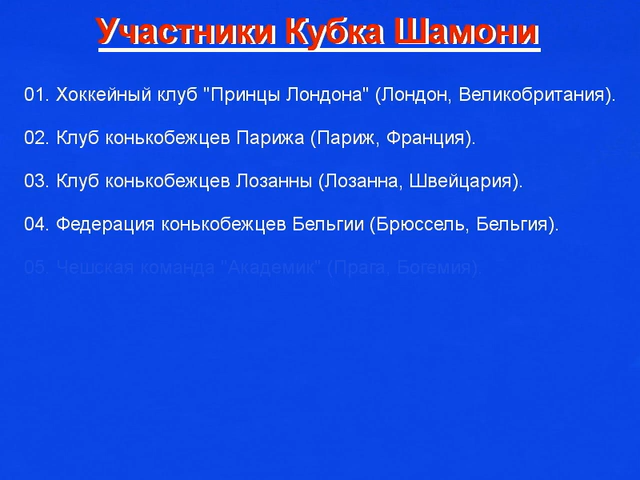 Участники Кубка Шамони
01. Хоккейный клуб "Принцы Лондона" (Лондон, Великобритания).
02. Клуб конькобежцев Парижа (Париж, Франция).
03. Клуб конькобежцев Лозанны (Лозанна, Швейцария).
04. Федерация конькобежцев Бельгии (Брюссель, Бельгия).
05. Чешская команда "Академик" (Прага, Богемия).